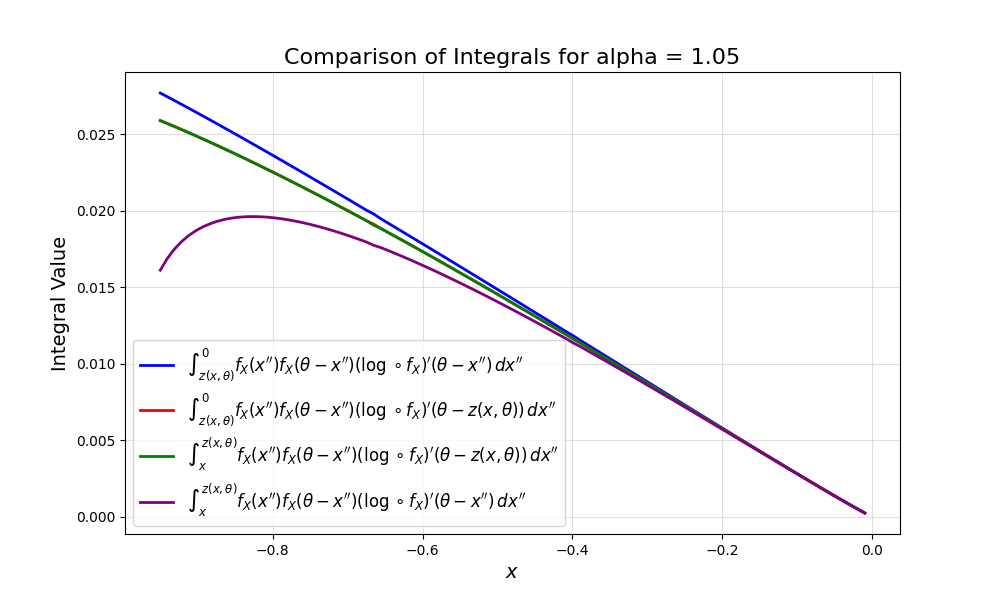 Comparison of Integrals for alpha = 1.05
Integral Value
0.025
0.020
0.015
0.010
0.005
0.000
∫_{z(x, θ)}^{0} f_X(x″)f_X(θ − x″)(log ∘ f_X)′(θ − x″) dx″
∫_{z(x, θ)}^{0} f_X(x″)f_X(θ − x″)(log ∘ f_X)′(θ − z(x, θ)) dx″
∫_{x}^{z(x, θ)} f_X(x″)f_X(θ − x″)(log ∘ f_X)′(θ − z(x, θ)) dx″
∫_{x}^{z(x, θ)} f_X(x″)f_X(θ − x″)(log ∘ f_X)′(θ − x″) dx″
−0.8 −0.6 −0.4 −0.2 0.0
x